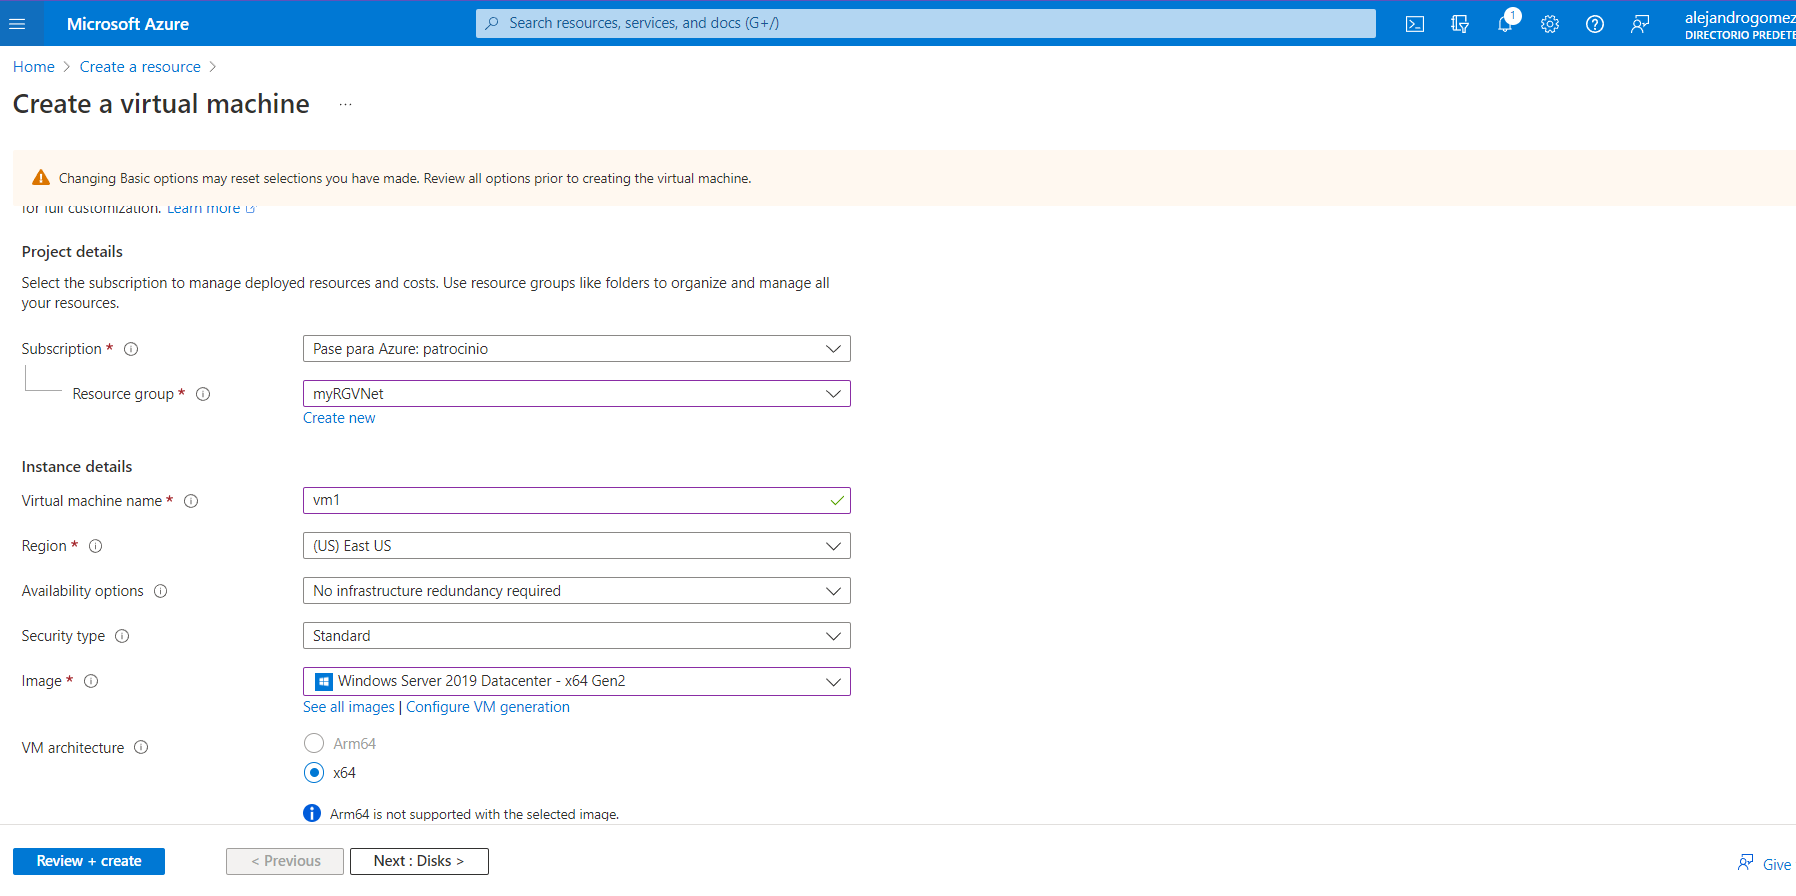 Microsoft Azure
Search resources, services, and docs (G+/)
1
alejandrogomez
DIRECTORIO PREDETE
Home > Create a resource >
Create a virtual machine ...
Changing Basic options may reset selections you have made. Review all options prior to creating the virtual machine.
for full customization. Learn more
Project details
Select the subscription to manage deployed resources and costs. Use resource groups like folders to organize and manage all
your resources.
Subscription *
Pase para Azure: patrocinio
Resource group *
myRGVNet
Create new
Instance details
Virtual machine name *
vm1
Region *
(US) East US
Availability options
No infrastructure redundancy required
Security type
Standard
Image *
Windows Server 2019 Datacenter - x64 Gen2
See all images | Configure VM generation
VM architecture
Arm64
x64
Arm64 is not supported with the selected image.
Review + create
< Previous
Next : Disks >
Give